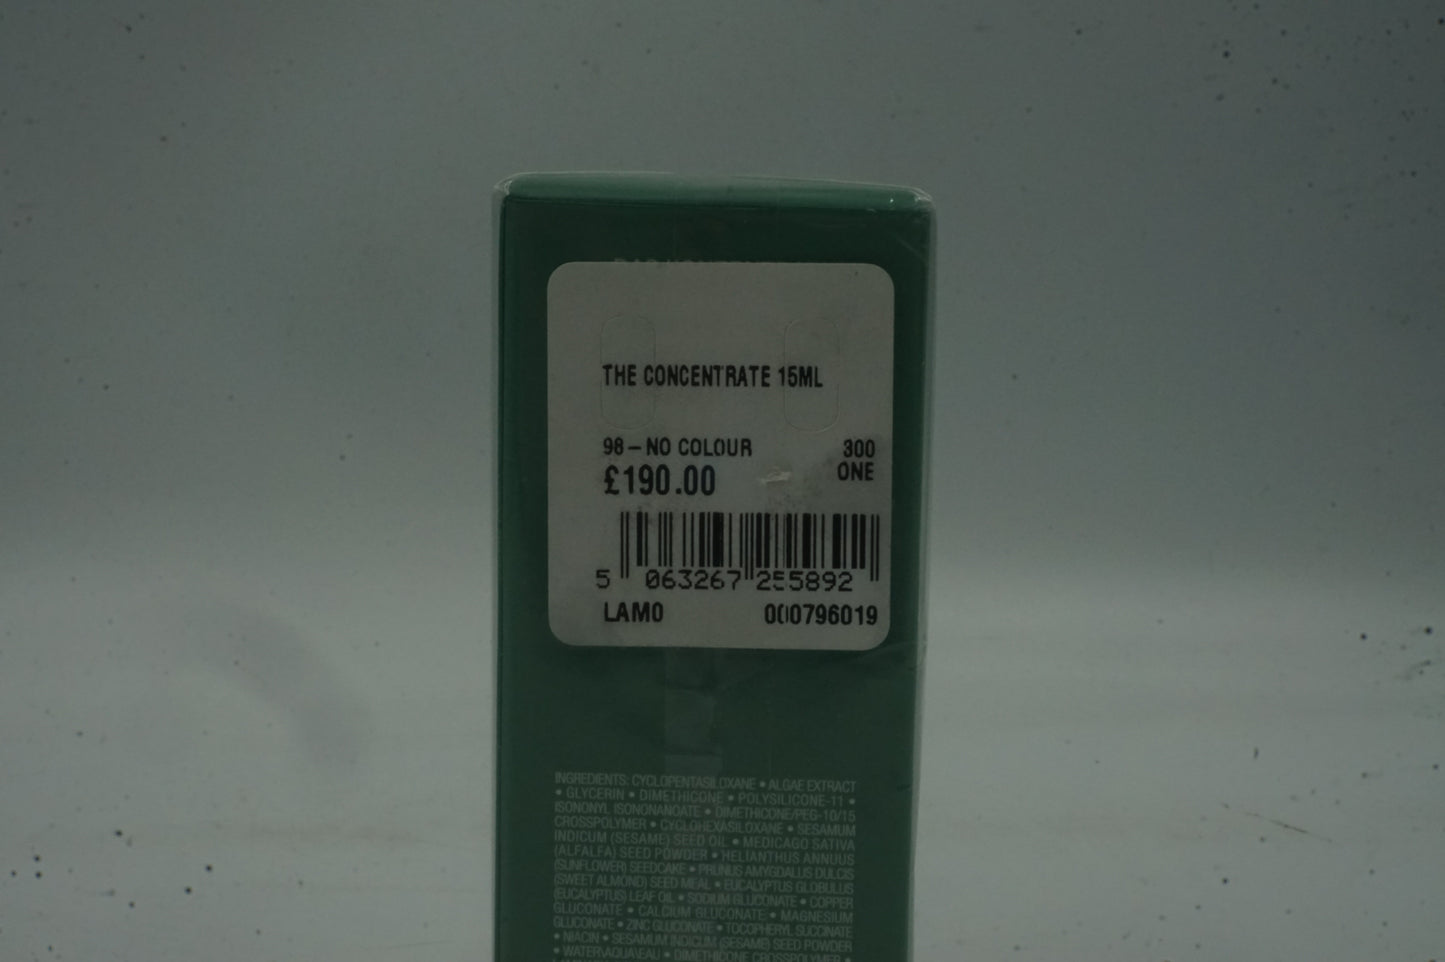 THE CONCENTRATE 15ML
98 – NO COLOUR 300
£190.00 ONE
5 063267 255892
LAM0 000796019
INGREDIENTS: CYCLOPENTASILOXANE • ALGAE EXTRACT
• GLYCERIN • DIMETHICONE • POLYSILICONE-11 •
ISONONYL ISONONANOATE • DIMETHICONE/PEG-10/15
CROSSPOLYMER • CYCLOHEXASILOXANE • SESAMUM
INDICUM (SESAME) SEED OIL • MEDICAGO SATIVA
(ALFALFA) SEED POWDER • HELIANTHUS ANNUUS
(SUNFLOWER) SEEDCAKE • PRUNUS AMYGDALUS DULCIS
(SWEET ALMOND) SEED MEAL • EUCALYPTUS GLOBULUS
(EUCALYPTUS) LEAF OIL • SODIUM GLUCONATE • COPPER
GLUCONATE • CALCIUM GLUCONATE • MAGNESIUM
GLUCONATE • ZINC GLUCONATE • TOCOPHERYL SUCCINATE
• NIACIN • SESAMUM INDICUM (SESAME) SEED POWDER
• WATER\AQUA\EAU • DIMETHICONE CROSSPOLYMER •